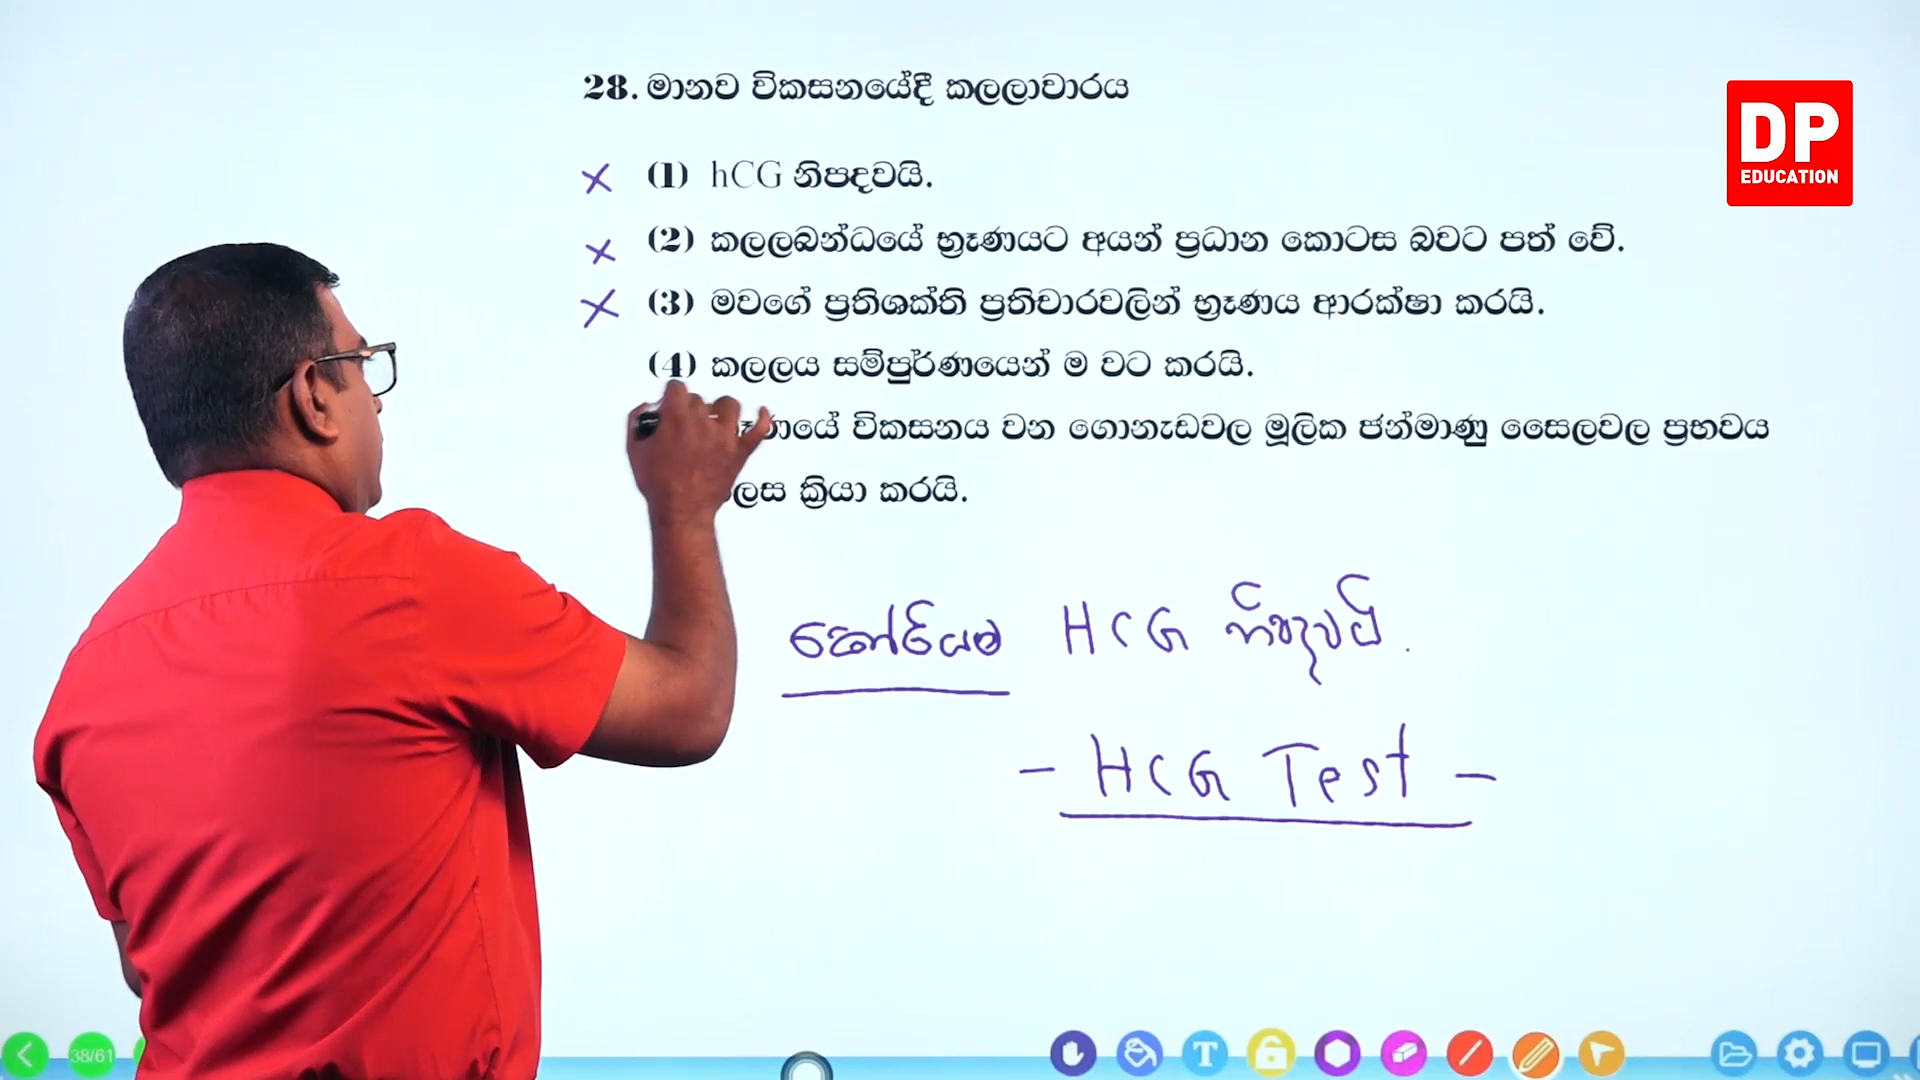 28. මානව විකසනයේදී කලලාවාරය
DP
EDUCATION
(1) hCG නිපදවයි.
(2) කලලබන්ධයේ භ්‍රෑණයට අයන් ප්‍රධාන කොටස බවට පත් වේ.
(3) මවගේ ප්‍රතිශක්ති ප්‍රතිචාරවලින් භ්‍රෑණය ආරක්ෂා කරයි.
(4) කලලය සම්පුර්ණයෙන් ම වට කරයි.
විකසනය වන ගොනැඩවල මූලික ජන්මාණු සෛලවල ප්‍රභවය
ක්‍රියා කරයි.
කෝරියම HCG නිපදවයි.
- HCG Test -
38/61